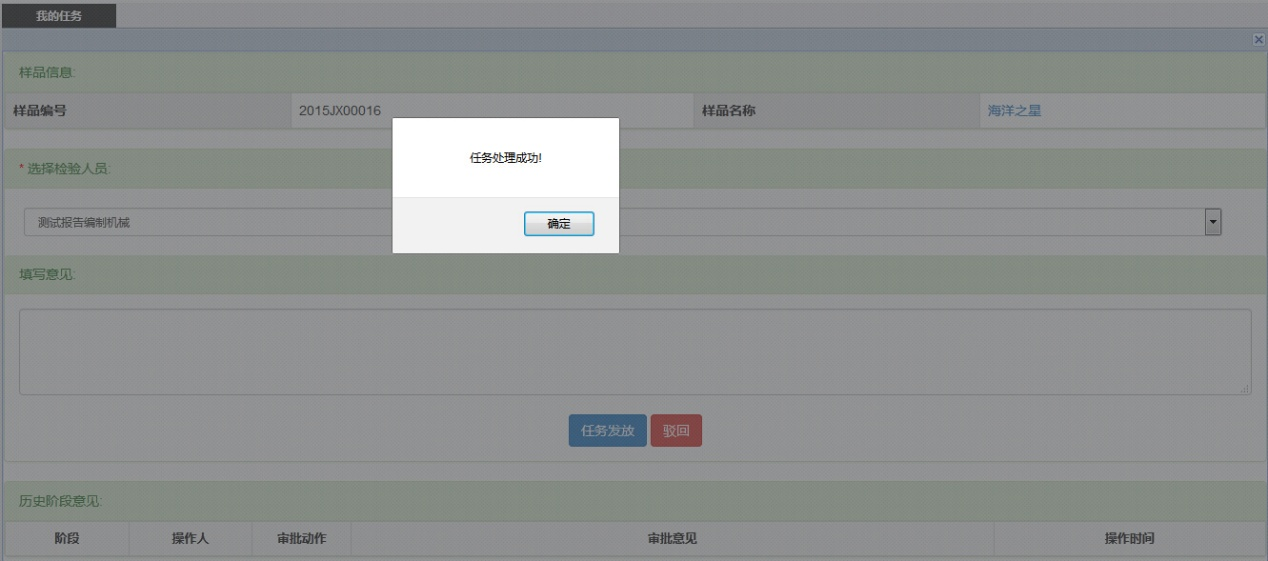 我的任务
样品信息:
样品编号 2015JX00016 样品名称 海洋之星
任务处理成功!
* 选择检验人员:
测试报告编制机械
确定
填写意见:
任务发放 驳回
历史阶段意见:
阶段 操作人 审批动作 审批意见 操作时间